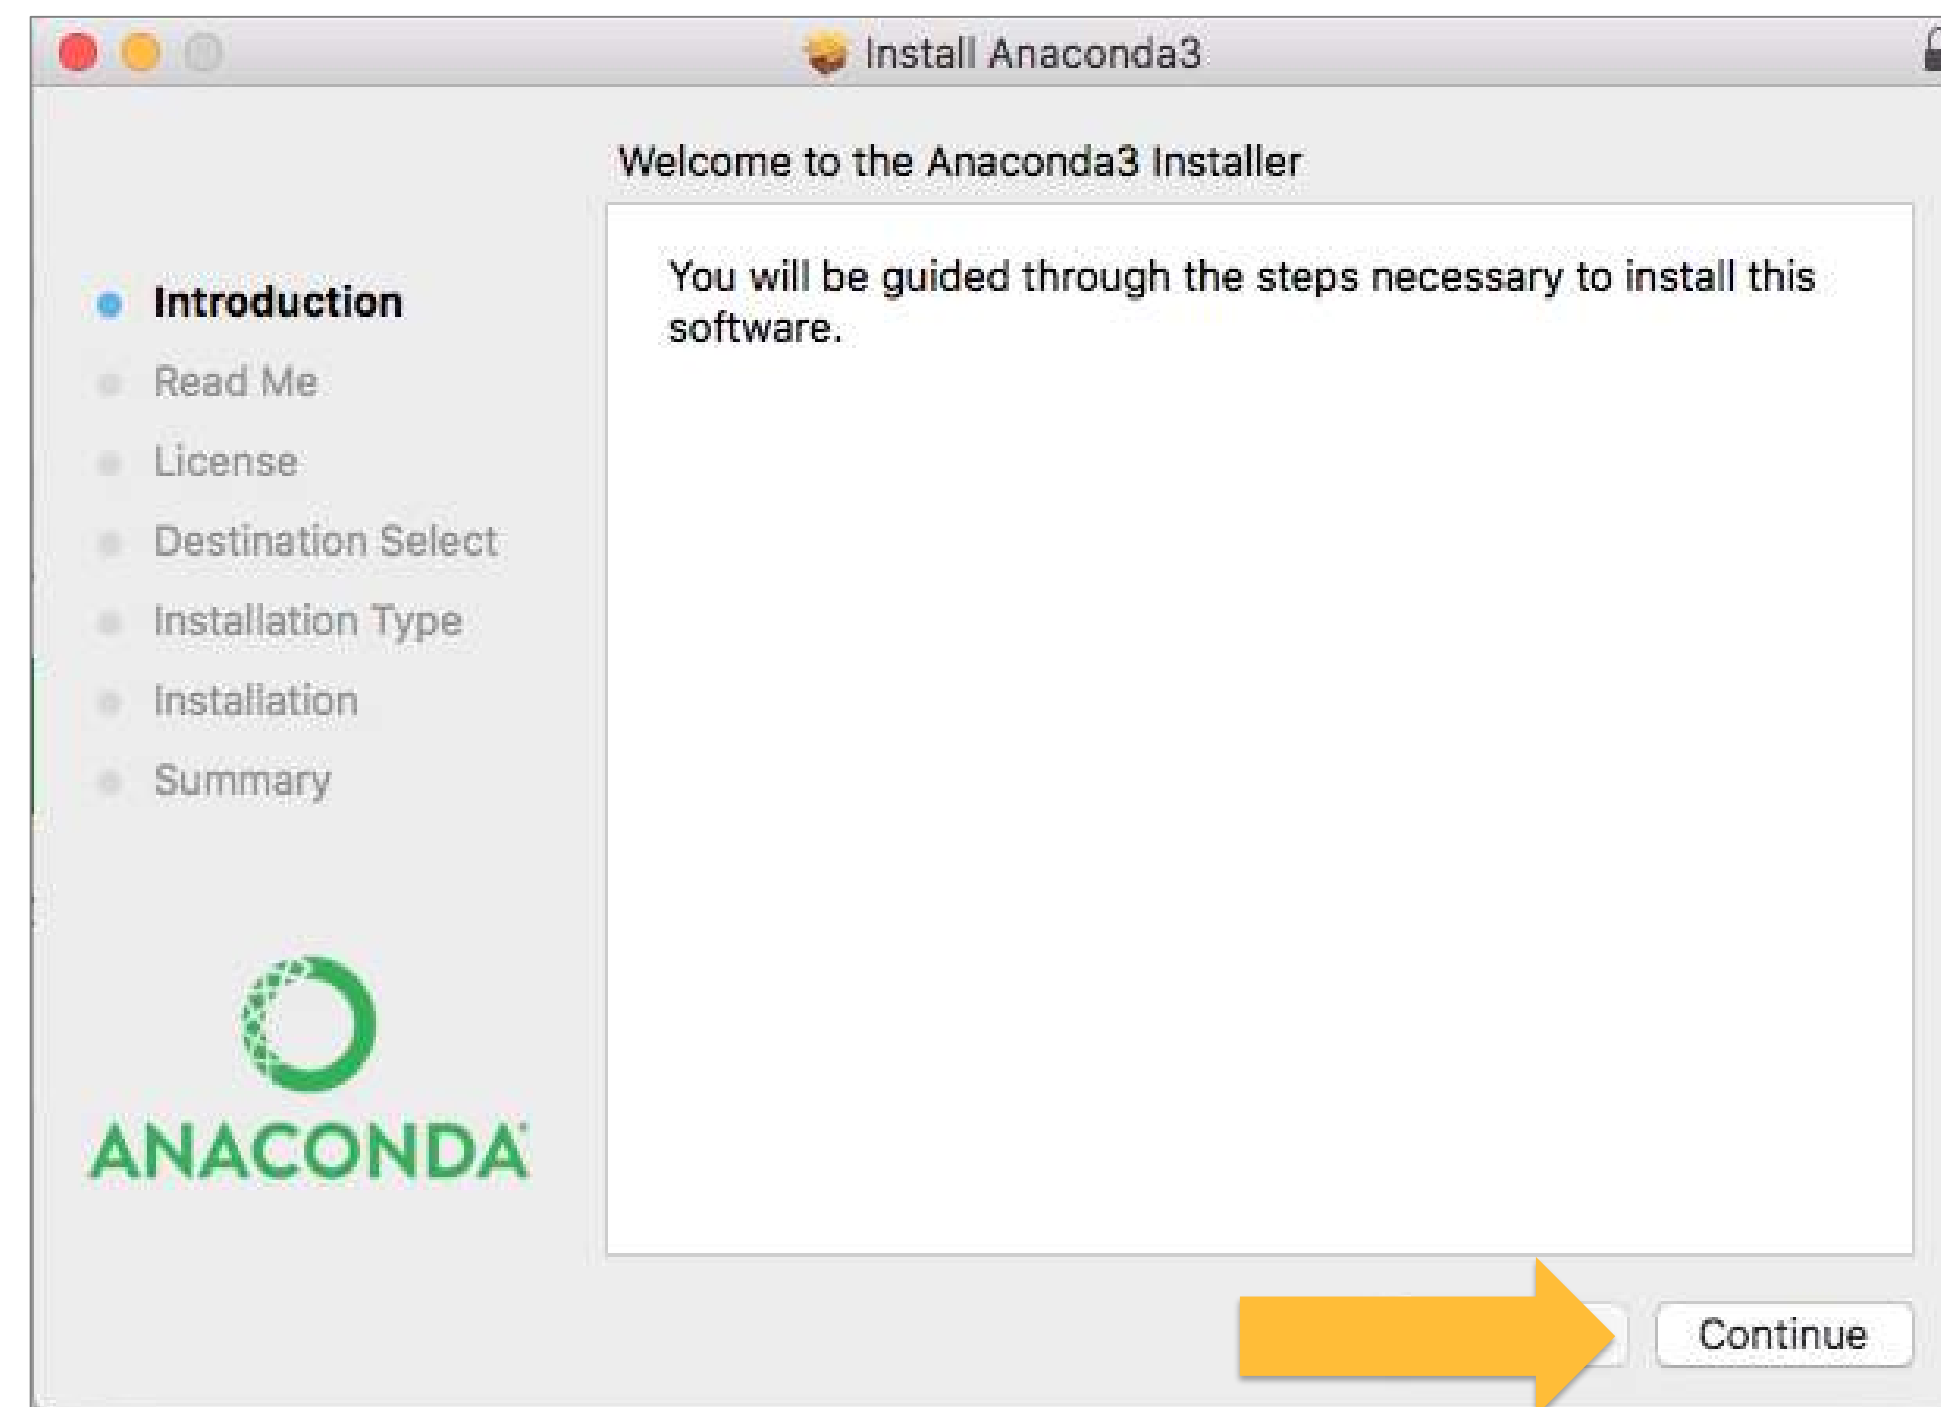 Install Anaconda3
Welcome to the Anaconda3 Installer
You will be guided through the steps necessary to install this
software.
Introduction
Read Me
License
Destination Select
Installation Type
Installation
Summary
ANACONDA
Continue